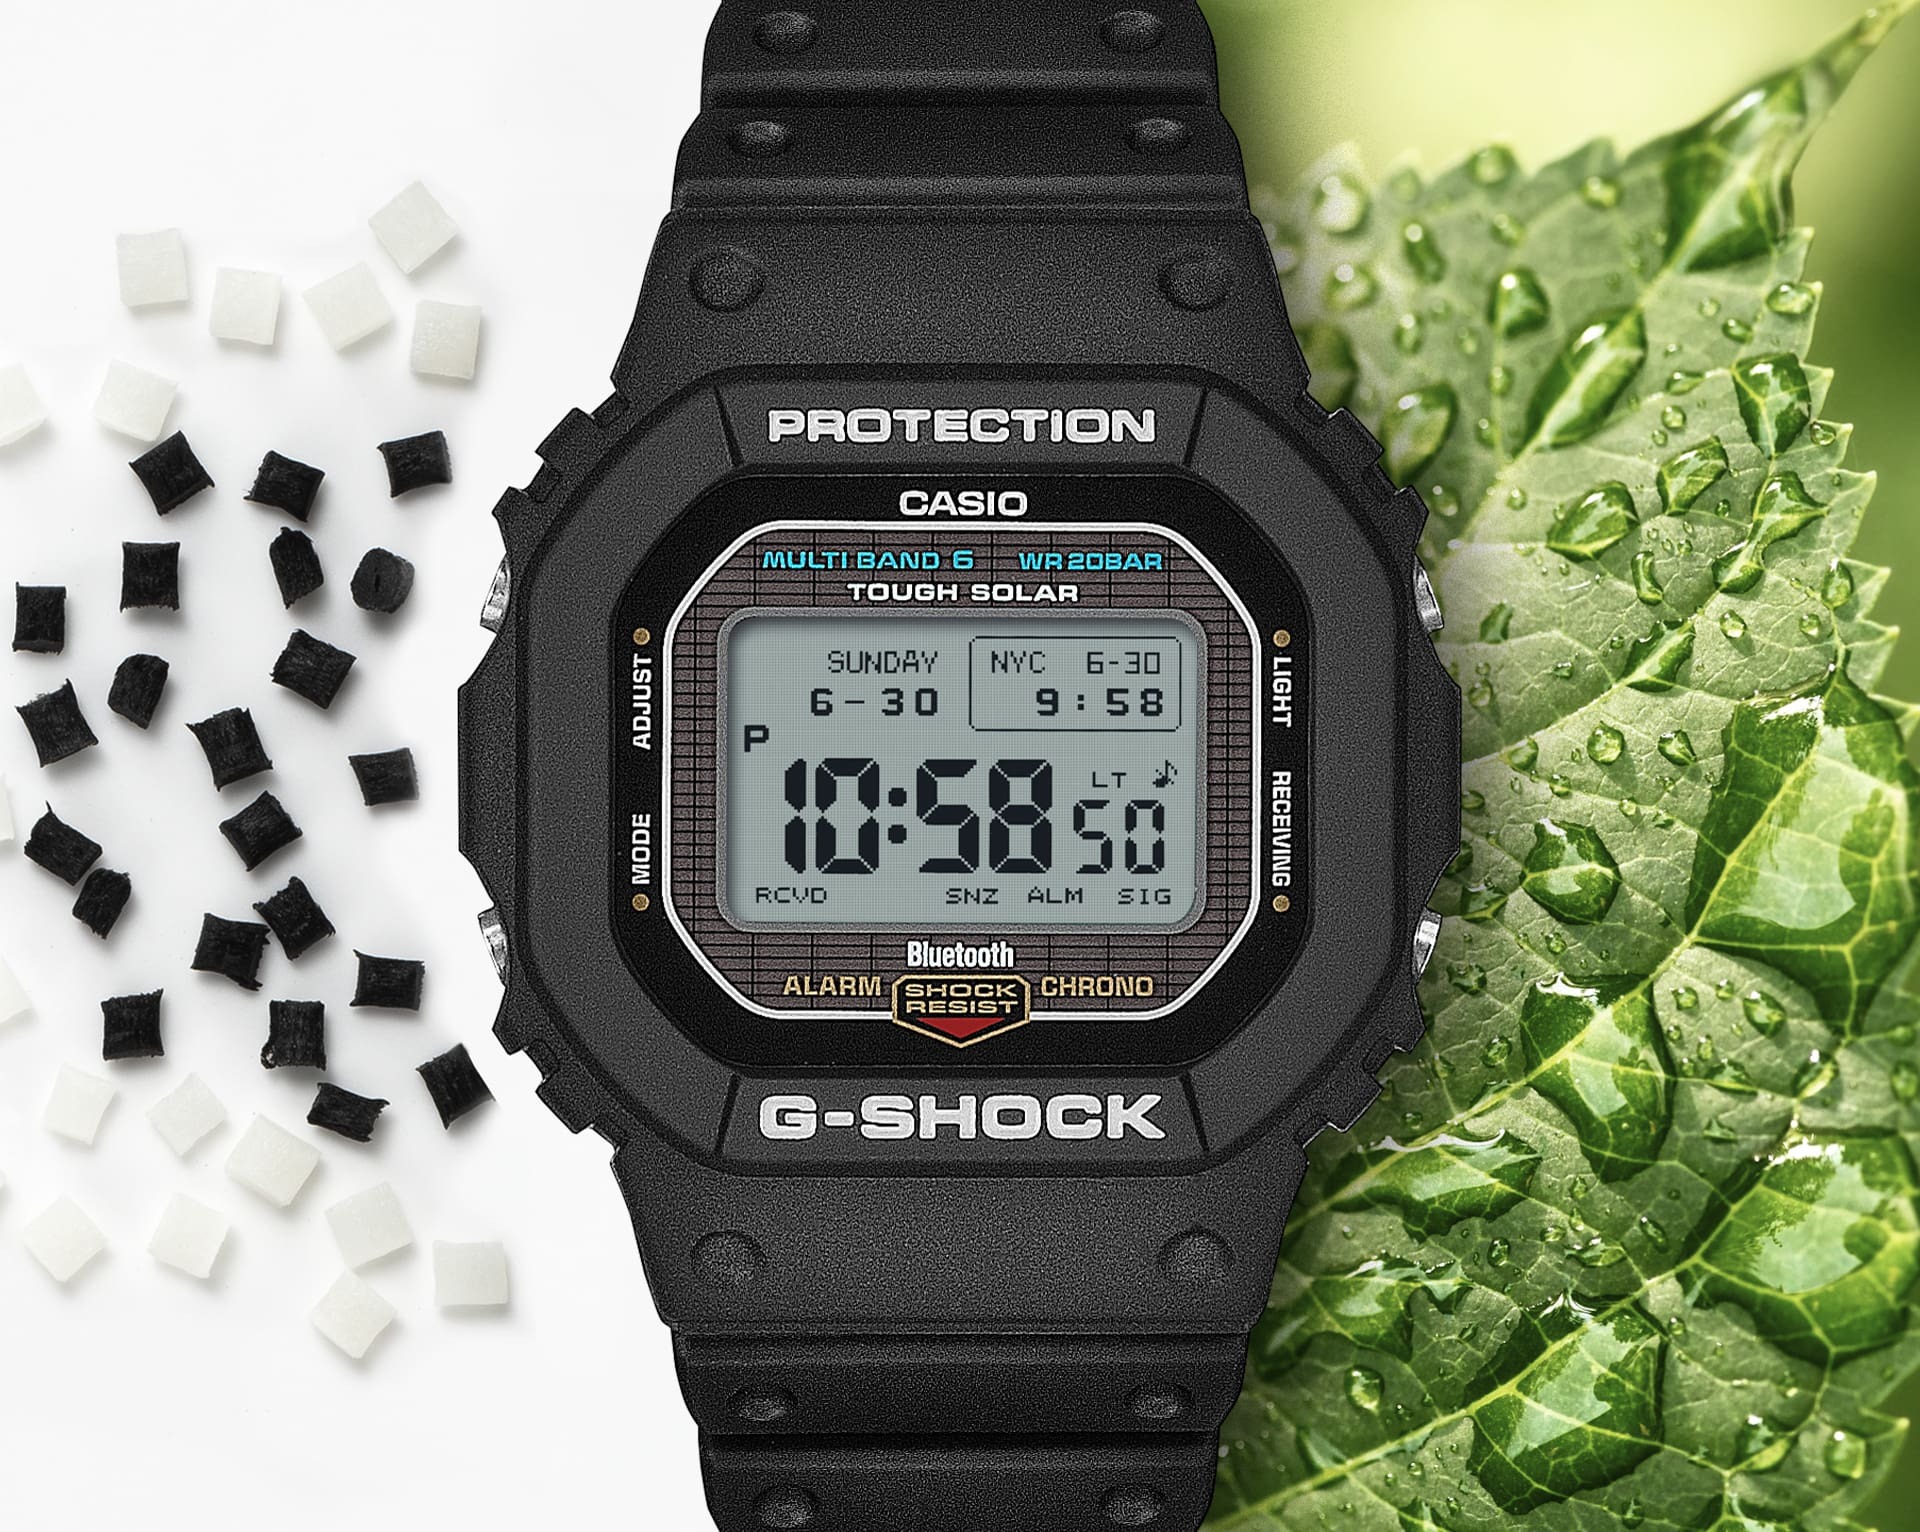 PROTECTION
CASIO
MULTI BAND 6 WR 20BAR
TOUGH SOLAR
ADJUST
MODE
LIGHT
RECEIVING
SUNDAY
6-30
NYC 6-30
9:58
P
10:58 50
LT
RCVD SNZ ALM SIG
Bluetooth
ALARM CHRONO
SHOCK
RESIST
G-SHOCK